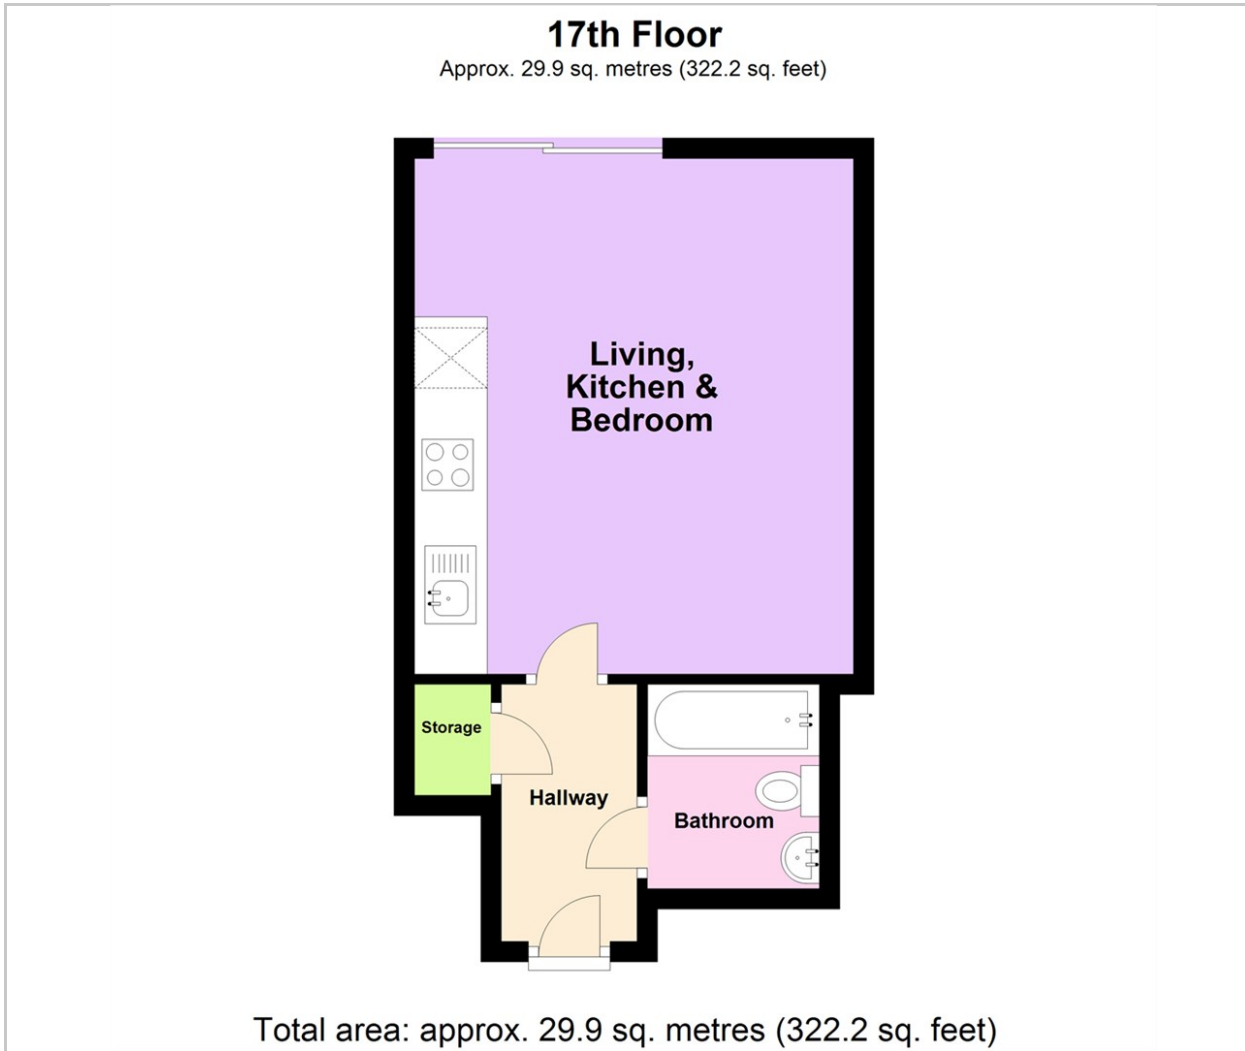 17th Floor
Approx. 29.9 sq. metres (322.2 sq. feet)
Living,
Kitchen &
Bedroom
Storage
Hallway
Bathroom
Total area: approx. 29.9 sq. metres (322.2 sq. feet)